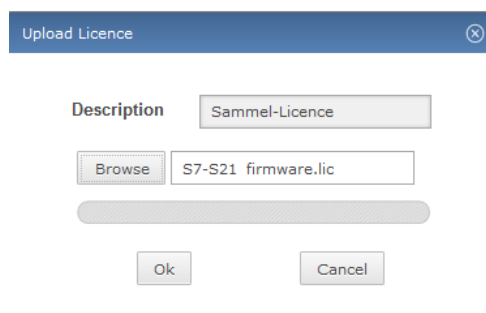 Upload Licence
Description Sammel-Licence
Browse S7-S21 firmware.lic
Ok Cancel